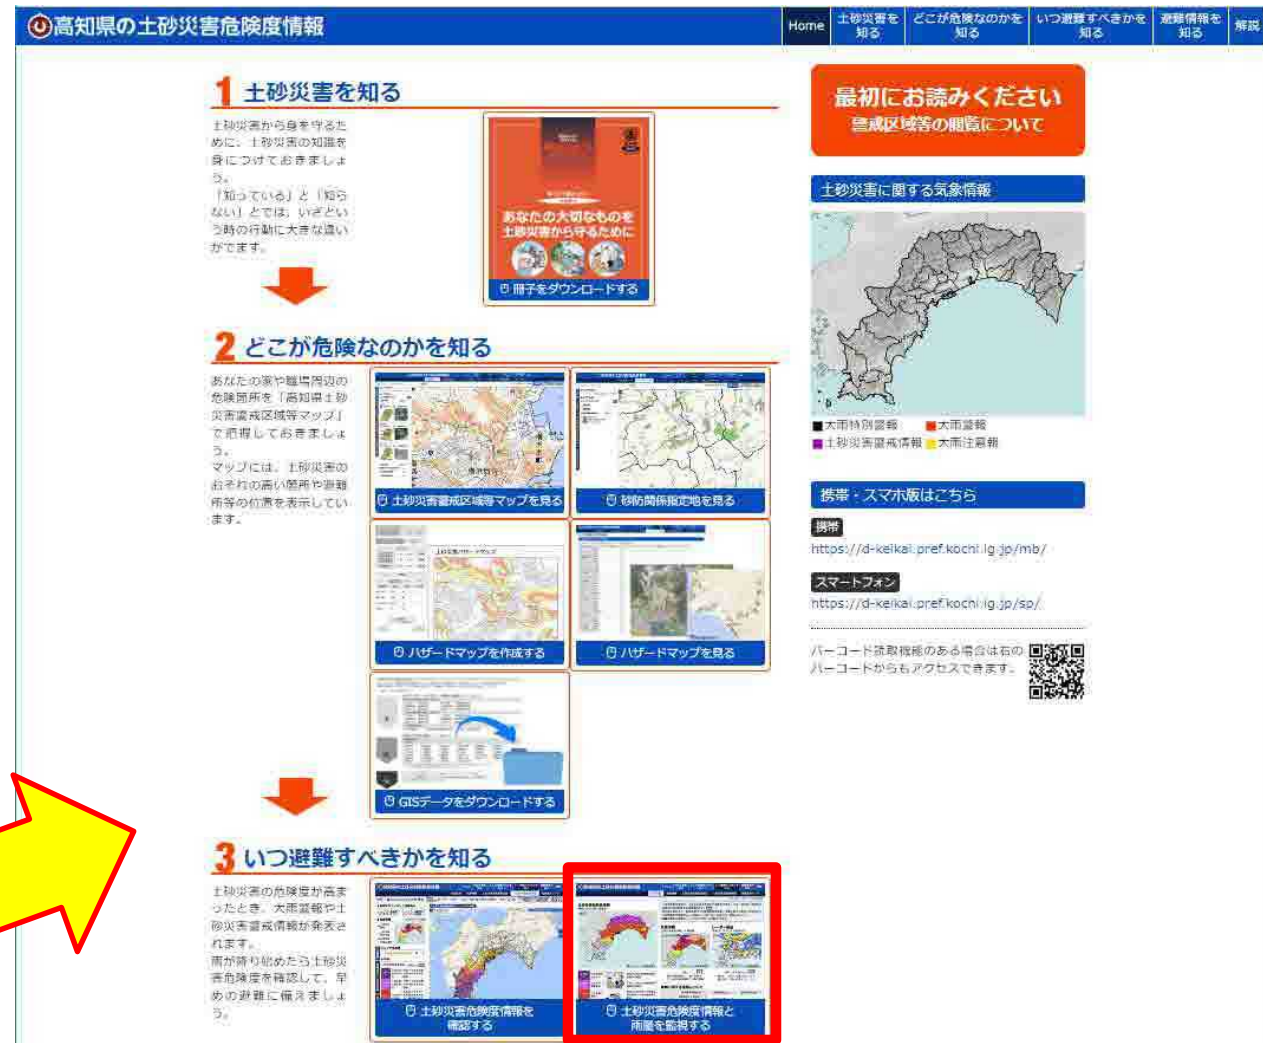 高知県の土砂災害危険度情報
Home
土砂災害を
知る
どこが危険なのかを
知る
いつ避難すべきかを
知る
避難情報を
知る
解説
1 土砂災害を知る
土砂災害から身を守るた
めに、土砂災害の知識を
身につけておきましょ
う。
「知っている」と「知ら
ない」とでは、いざとい
う時の行動に大きな違い
がでます。
あなたの大切なものを
土砂災害から守るために
冊子をダウンロードする
2 どこが危険なのかを知る
あなたの家や職場周辺の
危険箇所を「高知県土砂
災害警戒区域等マップ」
で把握しておきましょ
う。
マップには、土砂災害の
おそれの高い箇所や避難
所等の位置を表示してい
ます。
土砂災害警戒区域等マップを見る
砂防関係指定地を見る
土砂災害ハザードマップ
ハザードマップを作成する
ハザードマップを見る
GISデータをダウンロードする
3 いつ避難すべきかを知る
土砂災害の危険度が高ま
ったとき、大雨警報や土
砂災害警戒情報が発表さ
れます。
雨が降り始めたら土砂災
害危険度を確認して、早
めの避難に備えましょ
う。
土砂災害危険度情報を
確認する
土砂災害危険度情報と
雨量を監視する
最初にお読みください
警戒区域等の閲覧について
土砂災害に関する気象情報
大雨特別警報 大雨警報
土砂災害警戒情報 大雨注意報
携帯・スマホ版はこちら
携帯
https://d-keikai.pref.kochi.lg.jp/mb/
スマートフォン
https://d-keikai.pref.kochi.lg.jp/sp/
バーコード読取機能のある場合は右の
バーコードからもアクセスできます。